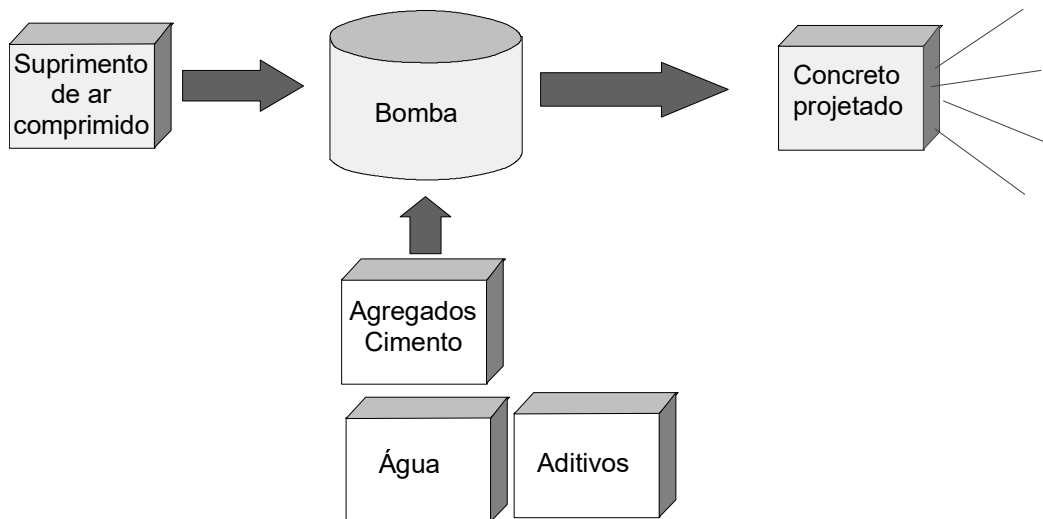 Suprimento
de ar
comprimido
Bomba
Concreto
projetado
Agregados
Cimento
Água
Aditivos